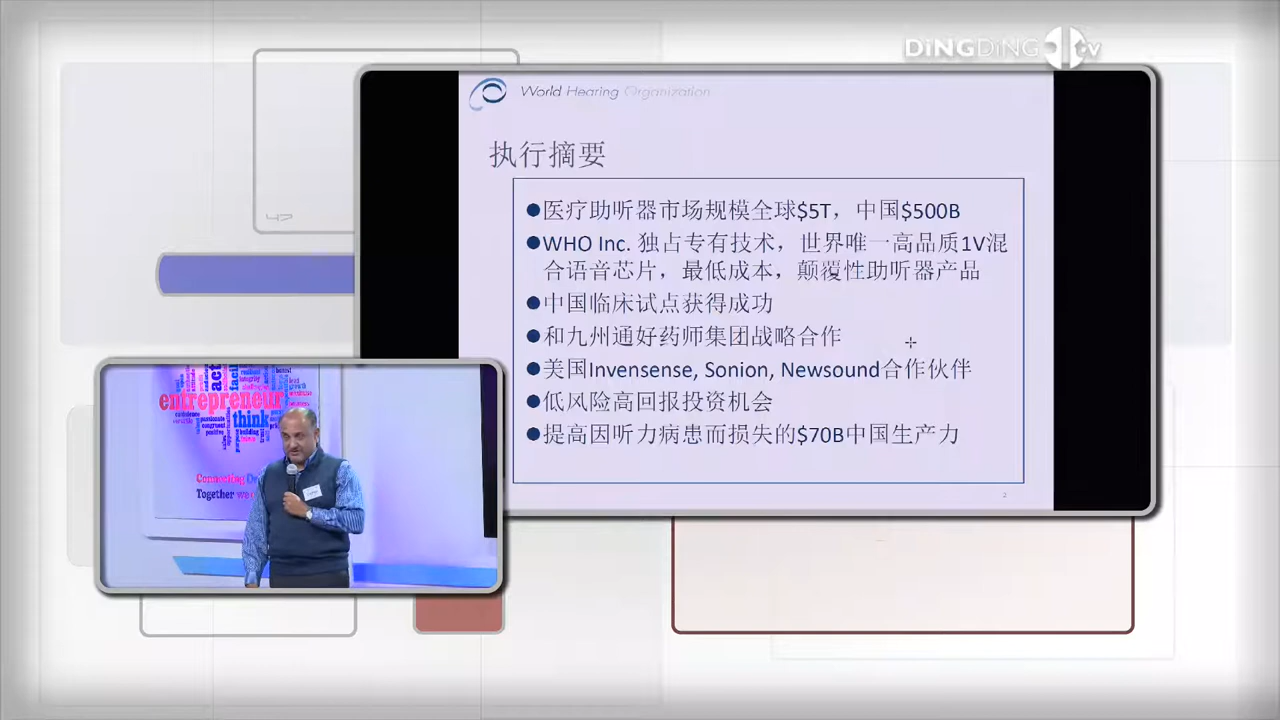 DiNGDiNG tv
World Hearing Organization
执行摘要
●医疗助听器市场规模全球$5T，中国$500B
●WHO Inc. 独占专有技术，世界唯一高品质1V混
合语音芯片，最低成本，颠覆性助听器产品
●中国临床试点获得成功
●和九州通好药师集团战略合作
●美国Invensense, Sonion, Newsound合作伙伴
●低风险高回报投资机会
●提高因听力病患而损失的$70B中国生产力
2
47
act
entrepreneur
think
building
Connecting
Together we